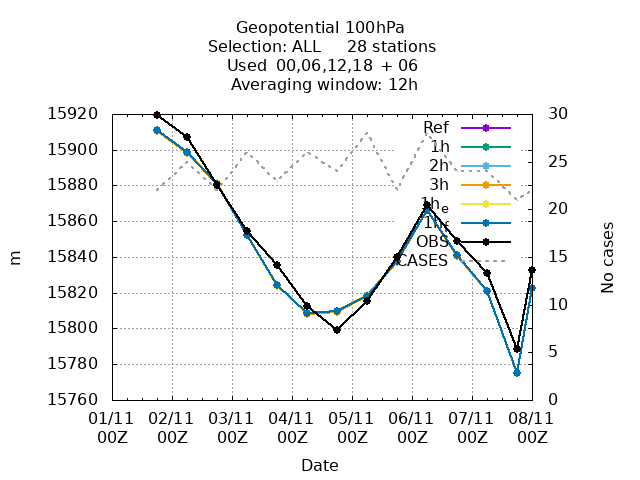 Geopotential 100hPa
Selection: ALL 28 stations
Used 00,06,12,18 + 06
Averaging window: 12h
15920
15900
15880
15860
15840
15820
15800
15780
15760
m
30
25
20
15
10
5
0
No cases
Ref
1h
2h
3h
1h_e
OBS
CASES
01/11 02/11 03/11 04/11 05/11 06/11 07/11 08/11
00Z 00Z 00Z 00Z 00Z 00Z 00Z 00Z
Date